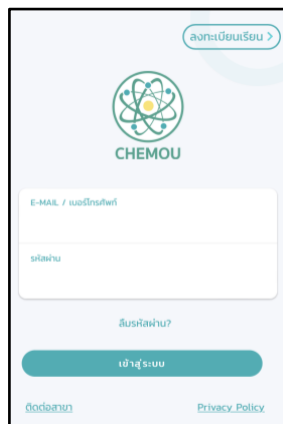 ลงทะเบียนเรียน >
CHEMOU
E-MAIL / เบอร์โทรศัพท์
รหัสผ่าน
ลืมรหัสผ่าน?
เข้าสู่ระบบ
ติดต่อสาขา
Privacy Policy